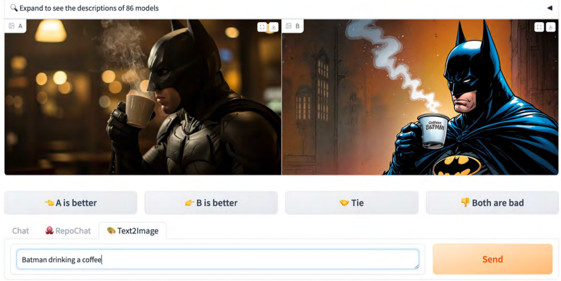 🔍 Expand to see the descriptions of 86 models
A
B
BATMAN
👈 A is better
👉 B is better
🤝 Tie
👎 Both are bad
Chat
🐙 RepoChat
🎨 Text2Image
Batman drinking a coffee
Send